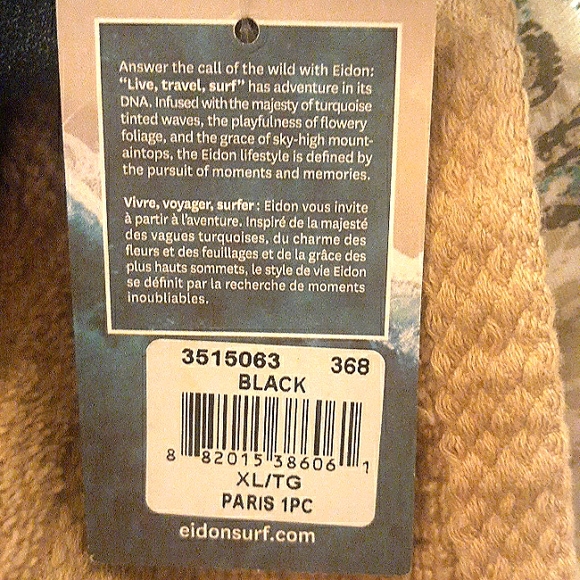 Answer the call of the wild with Eidon:
“Live, travel, surf” has adventure in its
DNA. Infused with the majesty of turquoise
tinted waves, the playfulness of flowery
foliage, and the grace of sky-high mount-
aintops, the Eidon lifestyle is defined by
the pursuit of moments and memories.
Vivre, voyager, surfer : Eidon vous invite
à partir à l'aventure. Inspiré de la majesté
des vagues turquoises, du charme des
fleurs et des feuillages et de la grâce des
plus hauts sommets, le style de vie Eidon
se définit par la recherche de moments
inoubliables.
3515063 368
BLACK
8 82015 38606 1
XL/TG
PARIS 1PC
eidonsurf.com